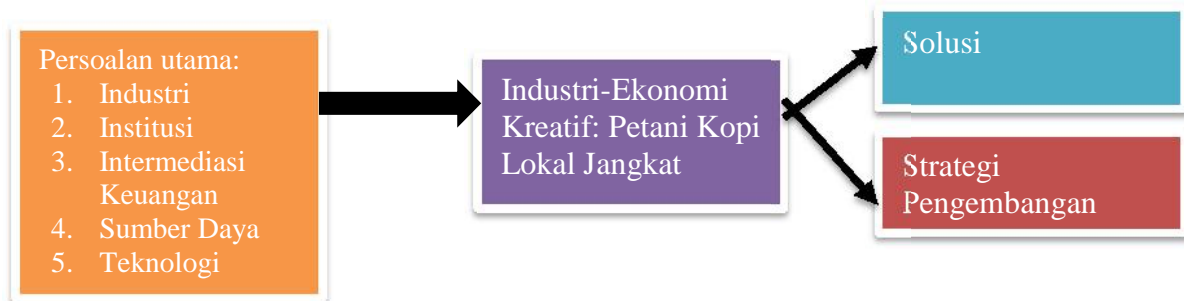 Persoalan utama:
1. Industri
2. Institusi
3. Intermediasi
Keuangan
4. Sumber Daya
5. Teknologi
Industri-Ekonomi
Kreatif: Petani Kopi
Lokal Jangkat
Solusi
Strategi
Pengembangan